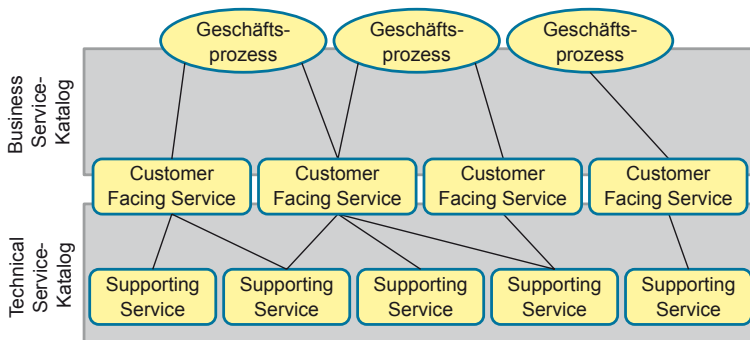 Geschäfts-
prozess
Geschäfts-
prozess
Geschäfts-
prozess
Business
Service-
Katalog
Customer
Facing Service
Customer
Facing Service
Customer
Facing Service
Customer
Facing Service
Technical
Service-
Katalog
Supporting
Service
Supporting
Service
Supporting
Service
Supporting
Service
Supporting
Service